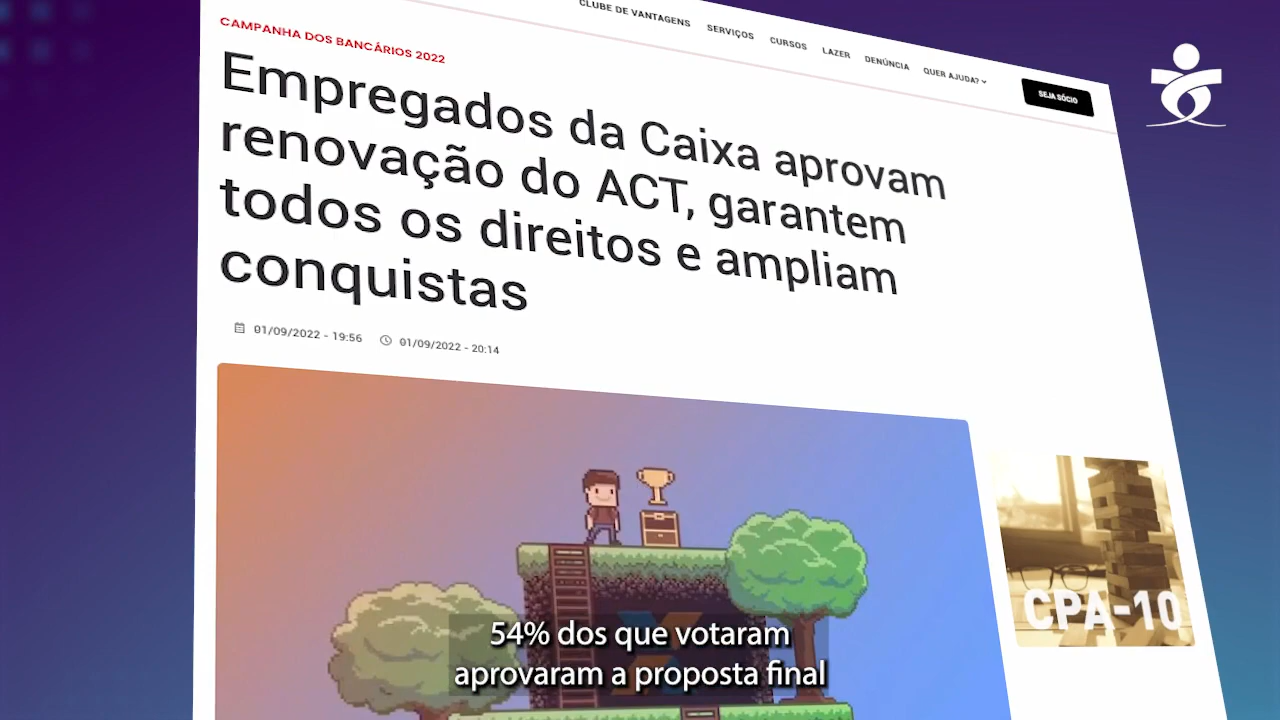 CLUBE DE VANTAGENS SERVIÇOS CURSOS LAZER DENÚNCIA QUER AJUDA?
SEJA SÓCIO
CAMPANHA DOS BANCÁRIOS 2022
Empregados da Caixa aprovam
renovação do ACT, garantem
todos os direitos e ampliam
conquistas
01/09/2022 - 19:56 01/09/2022 - 20:14
CPA-10
54% dos que votaram
aprovaram a proposta final